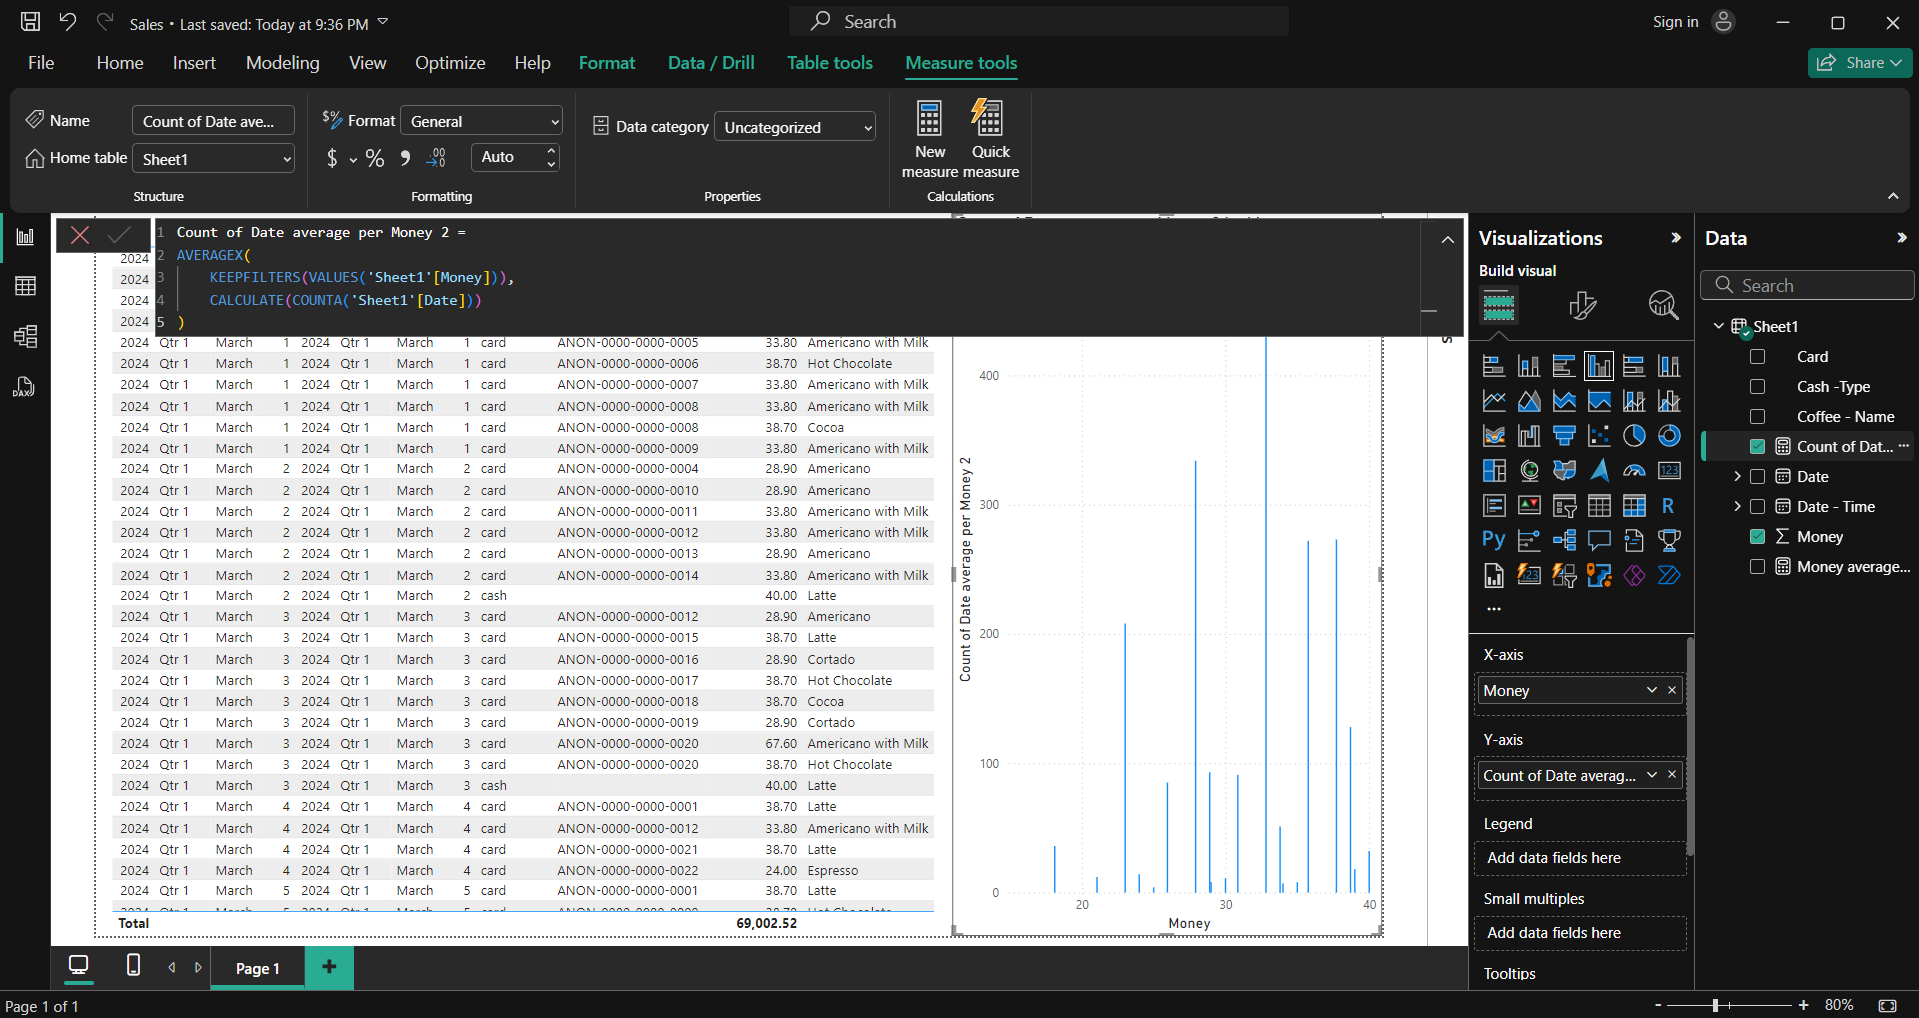 Sales • Last saved: Today at 9:36 PM
Search
Sign in
File Home Insert Modeling View Optimize Help Format Data / Drill Table tools Measure tools
Share
Name Count of Date ave...
Home table Sheet1
Structure
Format General
$ % , Auto
Formatting
Data category Uncategorized
Properties
New measure
Quick measure
Calculations
1 Count of Date average per Money 2 =
2 AVERAGEX(
3 KEEPFILTERS(VALUES('Sheet1'[Money])),
4 CALCULATE(COUNTA('Sheet1'[Date]))
5 )
2024
2024
2024
2024
2024 Qtr 1 March 1 2024 Qtr 1 March 1 card ANON-0000-0000-0005 33.80 Americano with Milk
2024 Qtr 1 March 1 2024 Qtr 1 March 1 card ANON-0000-0000-0006 38.70 Hot Chocolate
2024 Qtr 1 March 1 2024 Qtr 1 March 1 card ANON-0000-0000-0007 33.80 Americano with Milk
2024 Qtr 1 March 1 2024 Qtr 1 March 1 card ANON-0000-0000-0008 33.80 Americano with Milk
2024 Qtr 1 March 1 2024 Qtr 1 March 1 card ANON-0000-0000-0008 38.70 Cocoa
2024 Qtr 1 March 1 2024 Qtr 1 March 1 card ANON-0000-0000-0009 33.80 Americano with Milk
2024 Qtr 1 March 2 2024 Qtr 1 March 2 card ANON-0000-0000-0004 28.90 Americano
2024 Qtr 1 March 2 2024 Qtr 1 March 2 card ANON-0000-0000-0010 28.90 Americano
2024 Qtr 1 March 2 2024 Qtr 1 March 2 card ANON-0000-0000-0011 33.80 Americano with Milk
2024 Qtr 1 March 2 2024 Qtr 1 March 2 card ANON-0000-0000-0012 33.80 Americano with Milk
2024 Qtr 1 March 2 2024 Qtr 1 March 2 card ANON-0000-0000-0013 28.90 Americano
2024 Qtr 1 March 2 2024 Qtr 1 March 2 card ANON-0000-0000-0014 33.80 Americano with Milk
2024 Qtr 1 March 2 2024 Qtr 1 March 2 cash 40.00 Latte
2024 Qtr 1 March 3 2024 Qtr 1 March 3 card ANON-0000-0000-0012 28.90 Americano
2024 Qtr 1 March 3 2024 Qtr 1 March 3 card ANON-0000-0000-0015 38.70 Latte
2024 Qtr 1 March 3 2024 Qtr 1 March 3 card ANON-0000-0000-0016 28.90 Cortado
2024 Qtr 1 March 3 2024 Qtr 1 March 3 card ANON-0000-0000-0017 38.70 Hot Chocolate
2024 Qtr 1 March 3 2024 Qtr 1 March 3 card ANON-0000-0000-0018 38.70 Cocoa
2024 Qtr 1 March 3 2024 Qtr 1 March 3 card ANON-0000-0000-0019 28.90 Cortado
2024 Qtr 1 March 3 2024 Qtr 1 March 3 card ANON-0000-0000-0020 67.60 Americano with Milk
2024 Qtr 1 March 3 2024 Qtr 1 March 3 card ANON-0000-0000-0020 38.70 Hot Chocolate
2024 Qtr 1 March 3 2024 Qtr 1 March 3 cash 40.00 Latte
2024 Qtr 1 March 4 2024 Qtr 1 March 4 card ANON-0000-0000-0001 38.70 Latte
2024 Qtr 1 March 4 2024 Qtr 1 March 4 card ANON-0000-0000-0012 33.80 Americano with Milk
2024 Qtr 1 March 4 2024 Qtr 1 March 4 card ANON-0000-0000-0021 38.70 Latte
2024 Qtr 1 March 4 2024 Qtr 1 March 4 card ANON-0000-0000-0022 24.00 Espresso
2024 Qtr 1 March 5 2024 Qtr 1 March 5 card ANON-0000-0000-0001 38.70 Latte
Total 69,002.52
Count of Date average per Money 2
400
300
200
100
0
20 30 40
Money
Visualizations
Build visual
R
Py
123
...
X-axis
Money
Y-axis
Count of Date averag...
Legend
Add data fields here
Small multiples
Add data fields here
Tooltips
Data
Search
Sheet1
Card
Cash -Type
Coffee - Name
Count of Dat... ...
Date
Date - Time
Money
Money average...
DAX
Page 1
+
Page 1 of 1
- + 80%